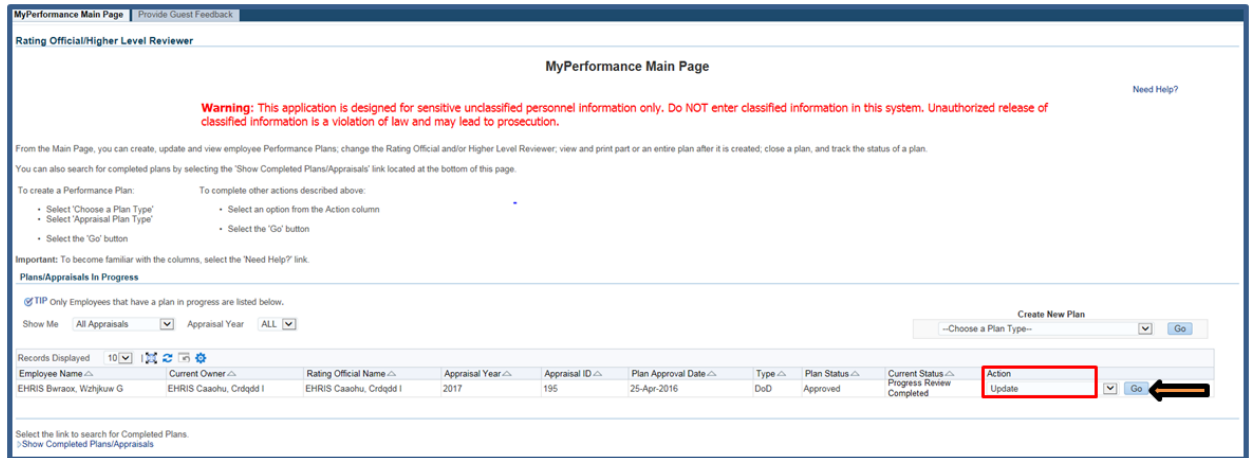 MyPerformance Main Page Provide Guest Feedback
Rating Official/Higher Level Reviewer
MyPerformance Main Page
Need Help?
Warning: This application is designed for sensitive unclassified personnel information only. Do NOT enter classified information in this system. Unauthorized release of
classified information is a violation of law and may lead to prosecution.
From the Main Page, you can create, update and view employee Performance Plans; change the Rating Official and/or Higher Level Reviewer; view and print part or an entire plan after it is created; close a plan, and track the status of a plan.
You can also search for completed plans by selecting the 'Show Completed Plans/Appraisals' link located at the bottom of this page.
To create a Performance Plan: To complete other actions described above:
• Select 'Choose a Plan Type' • Select an option from the Action column
• Select 'Appraisal Plan Type'
• Select the 'Go' button
• Select the 'Go' button
Important: To become familiar with the columns, select the 'Need Help?' link.
Plans/Appraisals In Progress
TIP Only Employees that have a plan in progress are listed below.
Create New Plan
Show Me All Appraisals Appraisal Year ALL --Choose a Plan Type-- Go
Records Displayed 10
Employee Name Current Owner Rating Official Name Appraisal Year Appraisal ID Plan Approval Date Type Plan Status Current Status Action
EHRIS Bwraox, Wzhjkuw G EHRIS Caaohu, Crdqdd I EHRIS Caaohu, Crdqdd I 2017 195 25-Apr-2016 DoD Approved Progress Review Update Go
Completed
Select the link to search for Completed Plans.
Show Completed Plans/Appraisals